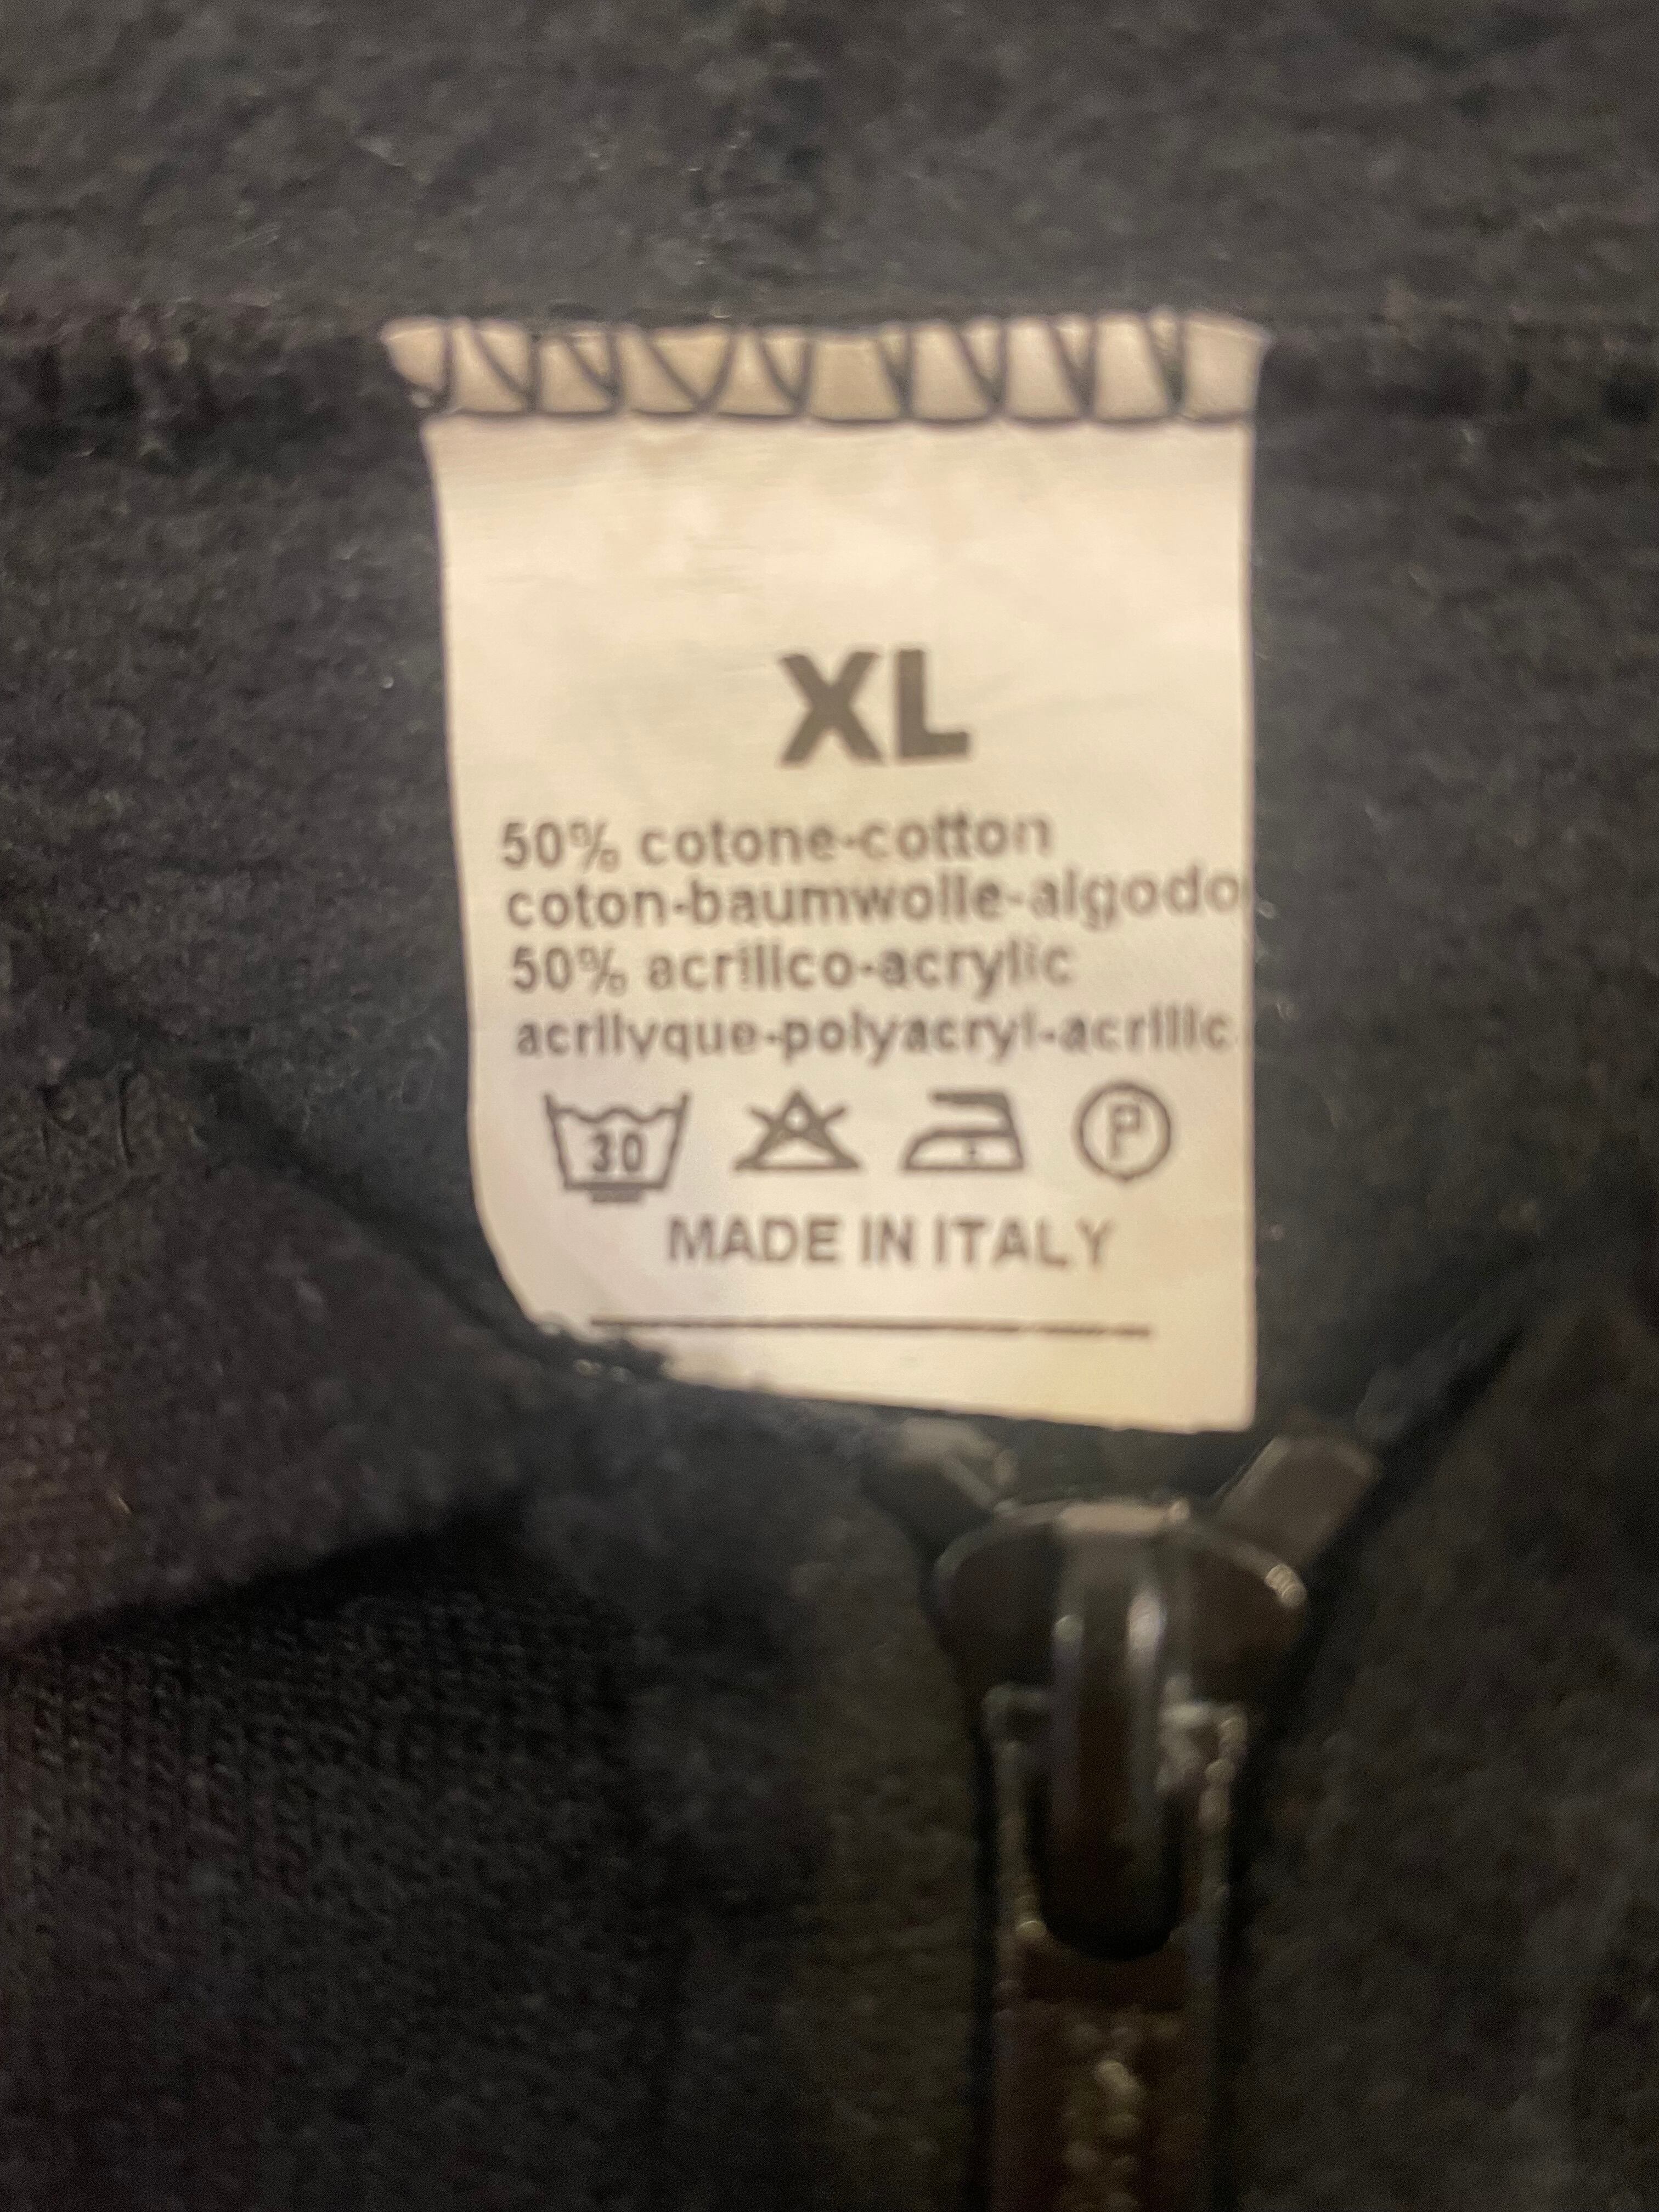 XL
50% cotone-cotton
coton-baumwolle-algodo
50% acrilico-acrylic
acrilyque-polyacryl-acrilic
30
P
MADE IN ITALY